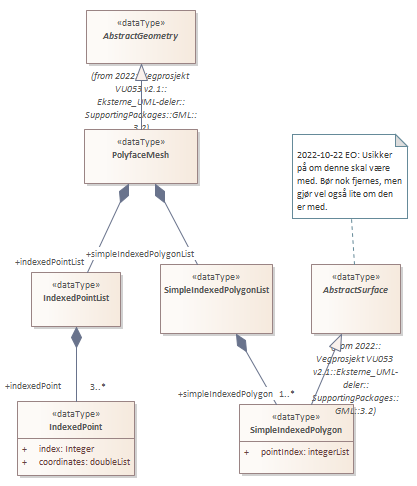 «dataType»
AbstractGeometry
(from 2022_Vegprosjekt
VU053 v2.1::
Eksterne_UML-deler::
SupportingPackages::GML::
3.2)
«dataType»
PolyfaceMesh
2022-10-22 EO: Usikker
på om denne skal være
med. Bør nok fjernes, men
gjør vel også lite om den
er med.
+simpleIndexedPolygonList
+indexedPointList
«dataType»
IndexedPointList
«dataType»
SimpleIndexedPolygonList
«dataType»
AbstractSurface
2022::
Vegprosjekt VU053
v2.1::Eksterne_UML-
deler::
SupportingPackages::
GML::3.2)
+indexedPoint
3..*
+simpleIndexedPolygon
1..*
«dataType»
IndexedPoint
+ index: Integer
+ coordinates: doubleList
«dataType»
SimpleIndexedPolygon
+ pointIndex: integerList